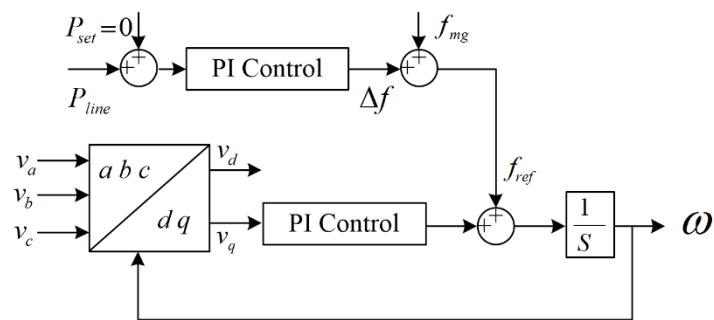 P_set=0
+
P_line
+
PI Control
Δf
+
+
f_mg
f_ref
v_a
v_b
v_c
a b c
d q
v_d
v_q
PI Control
+
+
1
S
ω